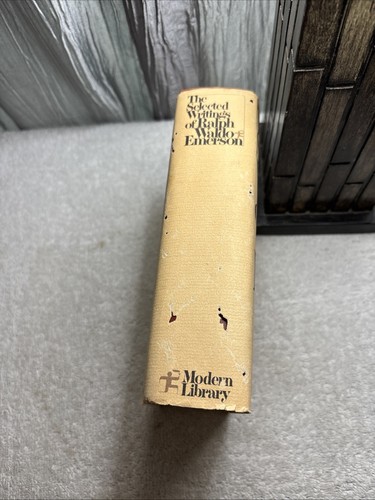 The
Selected
Writings
of Ralph
Waldo
Emerson
Modern
Library